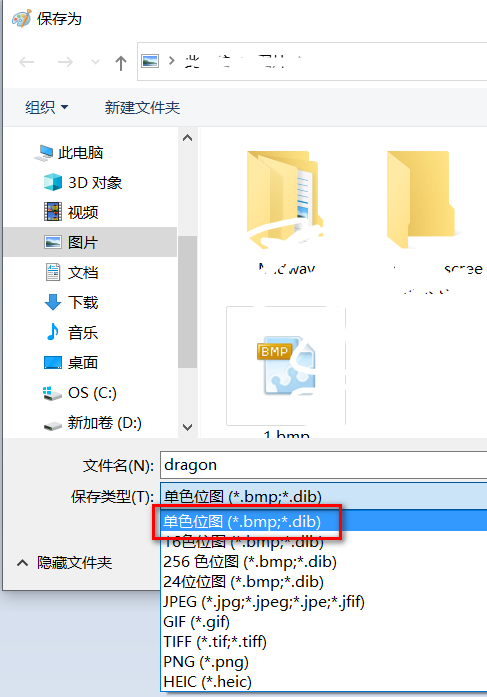 保存为
组织
新建文件夹
此电脑
3D 对象
视频
图片
文档
下载
音乐
桌面
OS (C:)
新加卷 (D:)
BMP
1.bmp
文件名(N): dragon
保存类型(T): 单色位图 (*.bmp;*.dib)
单色位图 (*.bmp;*.dib)
16色位图 (*.bmp;*.dib)
256 色位图 (*.bmp;*.dib)
24位位图 (*.bmp;*.dib)
JPEG (*.jpg;*.jpeg;*.jpe;*.jfif)
GIF (*.gif)
TIFF (*.tif;*.tiff)
PNG (*.png)
HEIC (*.heic)
隐藏文件夹